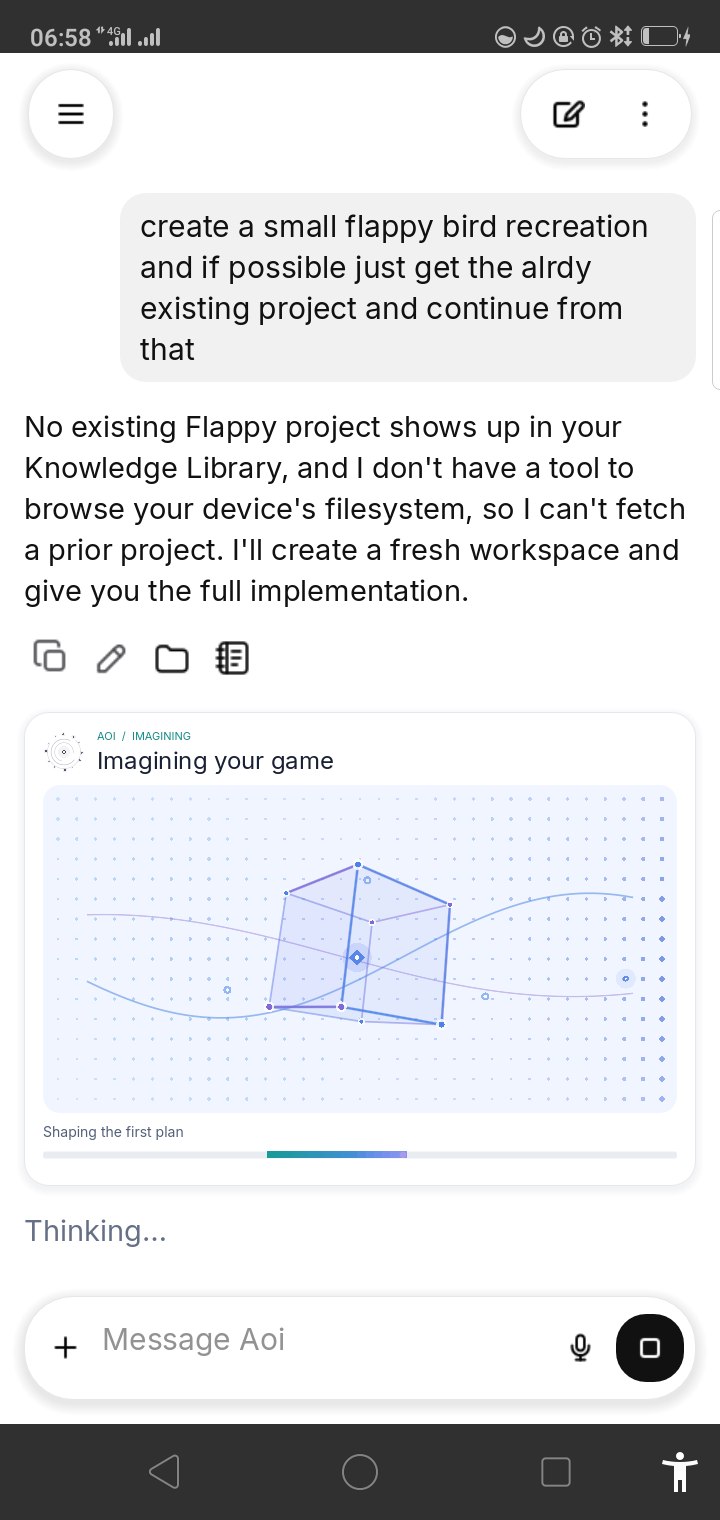 06:58
4G
create a small flappy bird recreation
and if possible just get the alrdy
existing project and continue from
that
No existing Flappy project shows up in your
Knowledge Library, and I don't have a tool to
browse your device's filesystem, so I can't fetch
a prior project. I'll create a fresh workspace and
give you the full implementation.
AOI / IMAGINING
Imagining your game
Shaping the first plan
Thinking...
Message Aoi